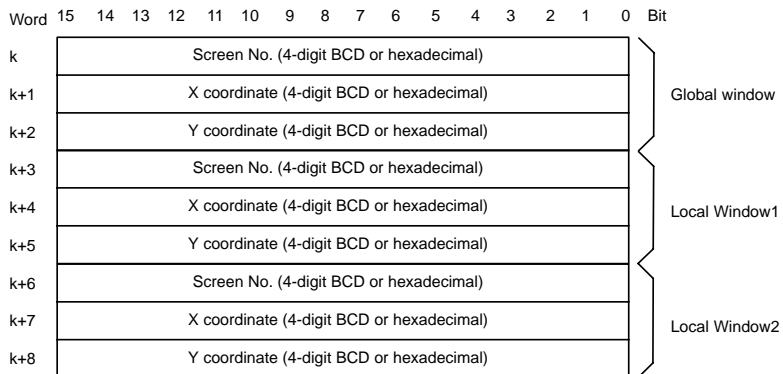 Word 15 14 13 12 11 10 9 8 7 6 5 4 3 2 1 0 Bit
k Screen No. (4-digit BCD or hexadecimal)
k+1 X coordinate (4-digit BCD or hexadecimal) Global window
k+2 Y coordinate (4-digit BCD or hexadecimal)
k+3 Screen No. (4-digit BCD or hexadecimal)
k+4 X coordinate (4-digit BCD or hexadecimal) Local Window1
k+5 Y coordinate (4-digit BCD or hexadecimal)
k+6 Screen No. (4-digit BCD or hexadecimal)
k+7 X coordinate (4-digit BCD or hexadecimal) Local Window2
k+8 Y coordinate (4-digit BCD or hexadecimal)